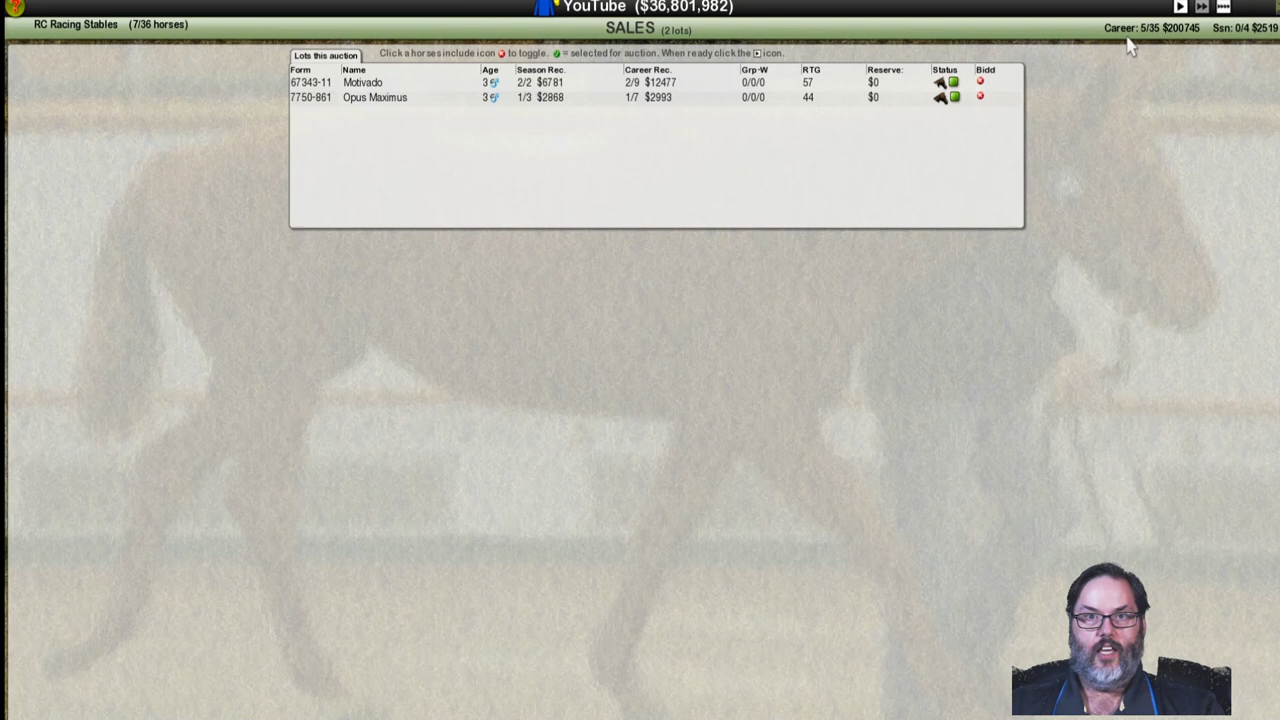 YouTube ($36,801,982)
RC Racing Stables (7/36 horses)
SALES (2 lots)
Career: 5/35 $200745 Ssn: 0/4 $2519
Lots this auction
Click a horses include icon to toggle. = selected for auction. When ready click the icon.
Form Name Age Season Rec. Career Rec. Grp-W RTG Reserve: Status Bidd
67343-11 Motivado 3 2/2 $6781 2/9 $12477 0/0/0 57 $0
7750-861 Opus Maximus 3 1/3 $2868 1/7 $2993 0/0/0 44 $0